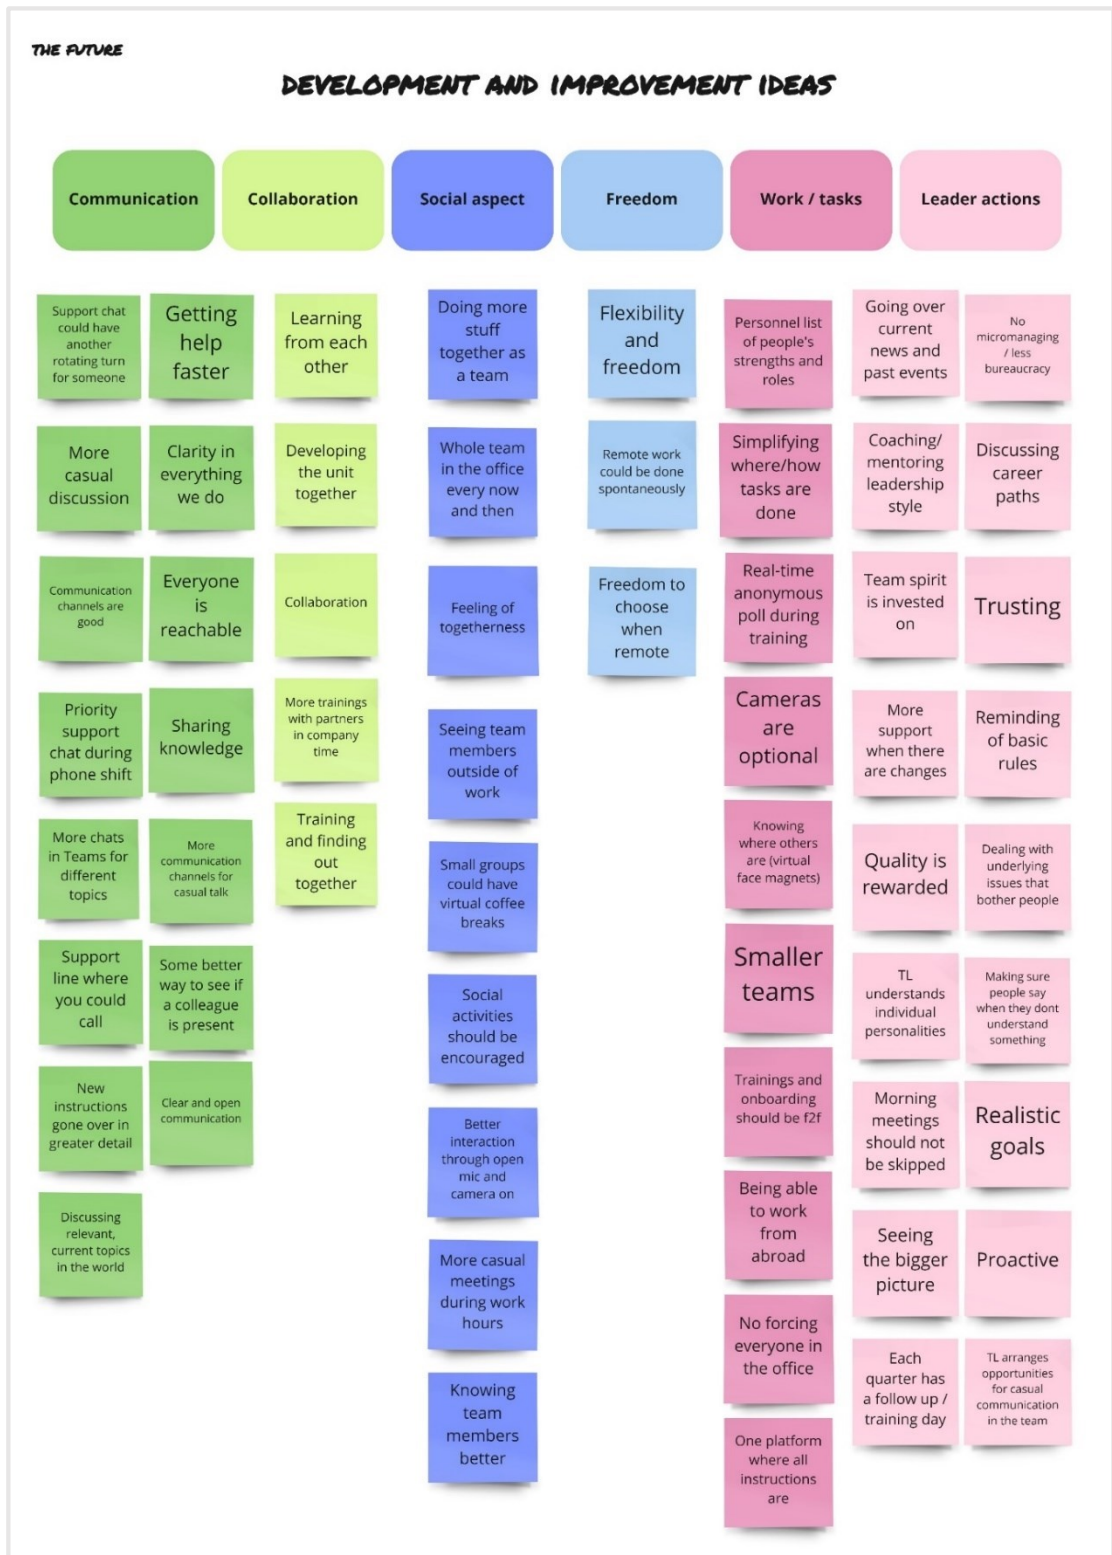 THE FUTURE
DEVELOPMENT AND IMPROVEMENT IDEAS
Communication
Collaboration
Social aspect
Freedom
Work / tasks
Leader actions
Support chat
could have
another
rotating turn
for someone
Getting
help
faster
More
casual
discussion
Clarity in
everything
we do
Communication
channels are
good
Everyone
is
reachable
Priority
support
chat during
phone shift
Sharing
knowledge
More chats
in Teams for
different
topics
More
communication
channels for
casual talk
Support
line where
you could
call
Some better
way to see if
a colleague
is present
New
instructions
gone over in
greater detail
Clear and open
communication
Discussing
relevant,
current topics
in the world
Learning
from each
other
Developing
the unit
together
Collaboration
More trainings
with partners
in company
time
Training
and finding
out
together
Doing more
stuff
together as
a team
Whole team
in the office
every now
and then
Feeling of
togetherness
Seeing team
members
outside of
work
Small groups
could have
virtual coffee
breaks
Social
activities
should be
encouraged
Better
interaction
through open
mic and
camera on
More casual
meetings
during work
hours
Knowing
team
members
better
Flexibility
and
freedom
Remote work
could be done
spontaneously
Freedom to
choose
when
remote
Personnel list
of people's
strengths and
roles
Simplifying
where/how
tasks are
done
Real-time
anonymous
poll during
training
Cameras
are
optional
Knowing
where others
are (virtual
face magnets)
Smaller
teams
Trainings and
onboarding
should be f2f
Being able
to work
from
abroad
No forcing
everyone in
the office
One platform
where all
instructions
are
Going over
current
news and
past events
No
micromanaging
/ less
bureaucracy
Coaching/
mentoring
leadership
style
Discussing
career
paths
Team spirit
is invested
on
Trusting
More
support
when there
are changes
Reminding
of basic
rules
Quality is
rewarded
Dealing with
underlying
issues that
bother people
TL
understands
individual
personalities
Making sure
people say
when they dont
understand
something
Morning
meetings
should not
be skipped
Realistic
goals
Seeing
the bigger
picture
Proactive
Each
quarter has
a follow up /
training day
TL arranges
opportunities
for casual
communication
in the team